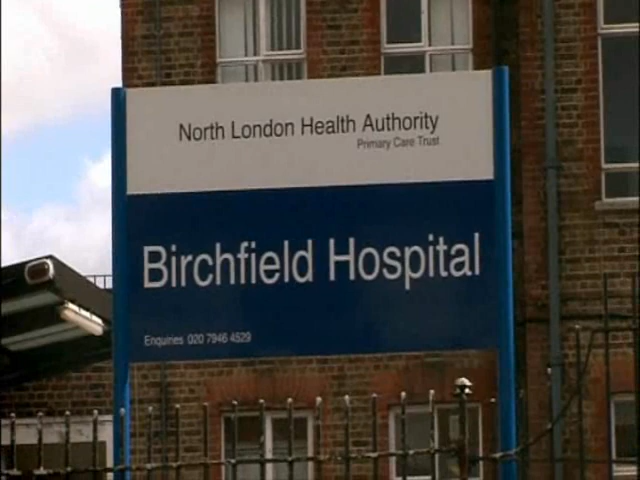 North London Health Authority
Primary Care Trust
Birchfield Hospital
Enquiries 020 7946 4529